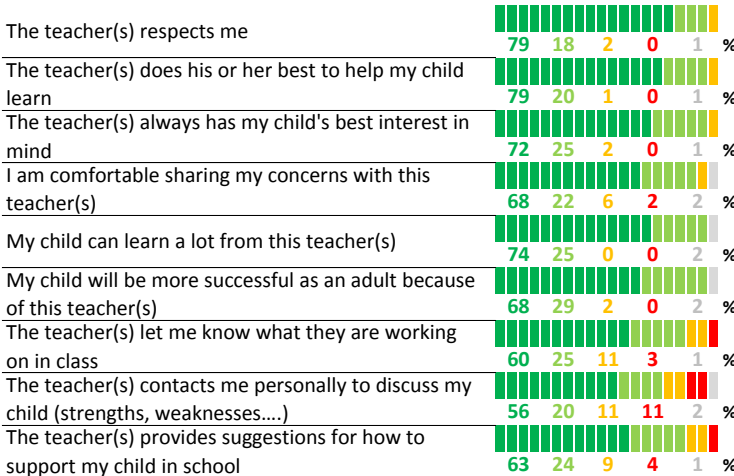 The teacher(s) respects me
79 18 2 0 1 %
The teacher(s) does his or her best to help my child
learn
79 20 1 0 1 %
The teacher(s) always has my child's best interest in
mind
72 25 2 0 1 %
I am comfortable sharing my concerns with this
teacher(s)
68 22 6 2 2 %
My child can learn a lot from this teacher(s)
74 25 0 0 2 %
My child will be more successful as an adult because
of this teacher(s)
68 29 2 0 2 %
The teacher(s) let me know what they are working
on in class
60 25 11 3 1 %
The teacher(s) contacts me personally to discuss my
child (strengths, weaknesses....)
56 20 11 11 2 %
The teacher(s) provides suggestions for how to
support my child in school
63 24 9 4 1 %